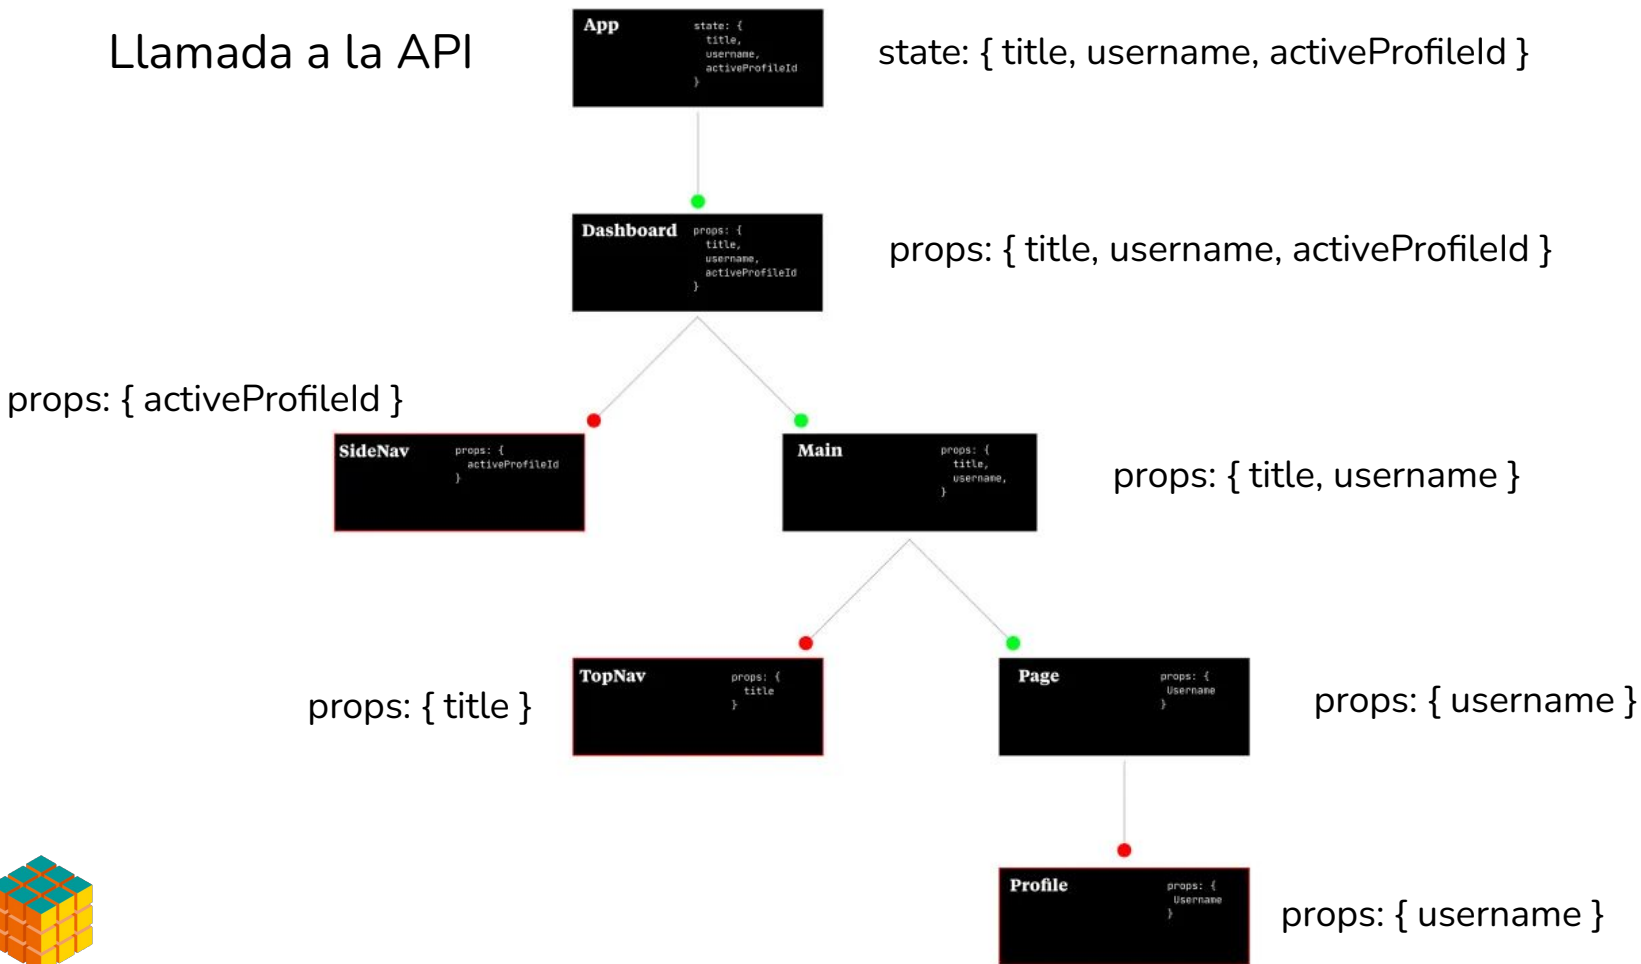 Llamada a la API
App
state: {
title,
username,
activeProfileId
}
state: { title, username, activeProfileId }
Dashboard
props: {
title,
username,
activeProfileId
}
props: { title, username, activeProfileId }
props: { activeProfileId }
SideNav
props: {
activeProfileId
}
Main
props: {
title,
username,
}
props: { title, username }
props: { title }
TopNav
props: {
title
}
Page
props: {
Username
}
props: { username }
Profile
props: {
Username
}
props: { username }